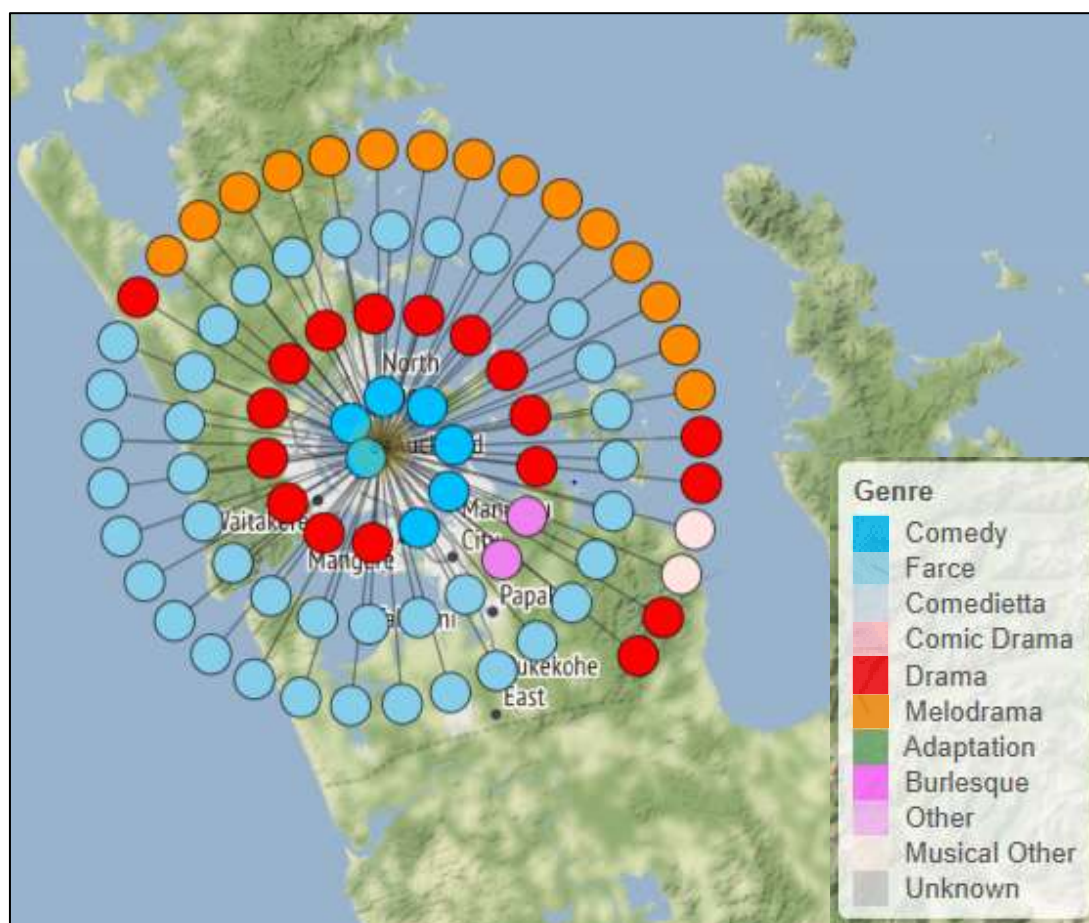 North
Waitakere
City
Mangere
East
Genre
Comedy
Farce
Comedietta
Comic Drama
Drama
Melodrama
Adaptation
Burlesque
Other
Musical Other
Unknown